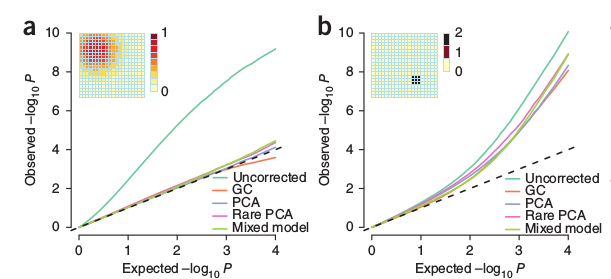 a
10
8
6
4
2
0
Observed –log10 P
1
0
Uncorrected
GC
PCA
Rare PCA
Mixed model
0 1 2 3 4
Expected –log10 P
b
10
8
6
4
2
0
Observed –log10 P
2
1
0
Uncorrected
GC
PCA
Rare PCA
Mixed model
0 1 2 3 4
Expected –log10 P